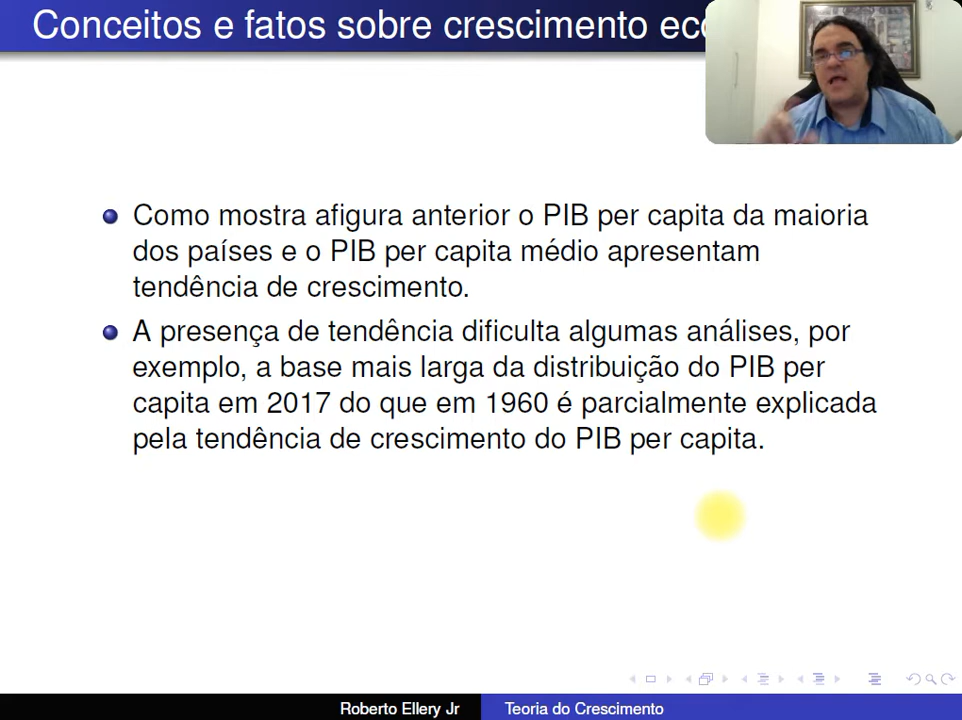 Conceitos e fatos sobre crescimento
Como mostra afigura anterior o PIB per capita da maioria
dos países e o PIB per capita médio apresentam
tendência de crescimento.
A presença de tendência dificulta algumas análises, por
exemplo, a base mais larga da distribuição do PIB per
capita em 2017 do que em 1960 é parcialmente explicada
pela tendência de crescimento do PIB per capita.
Roberto Ellery Jr
Teoria do Crescimento